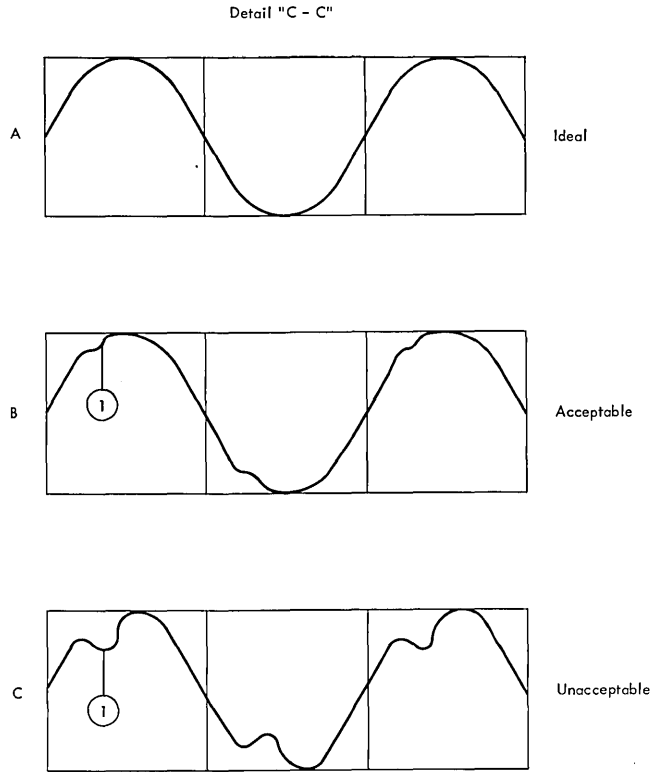 Detail "C - C"
A
Ideal
1
B
Acceptable
1
C
Unacceptable